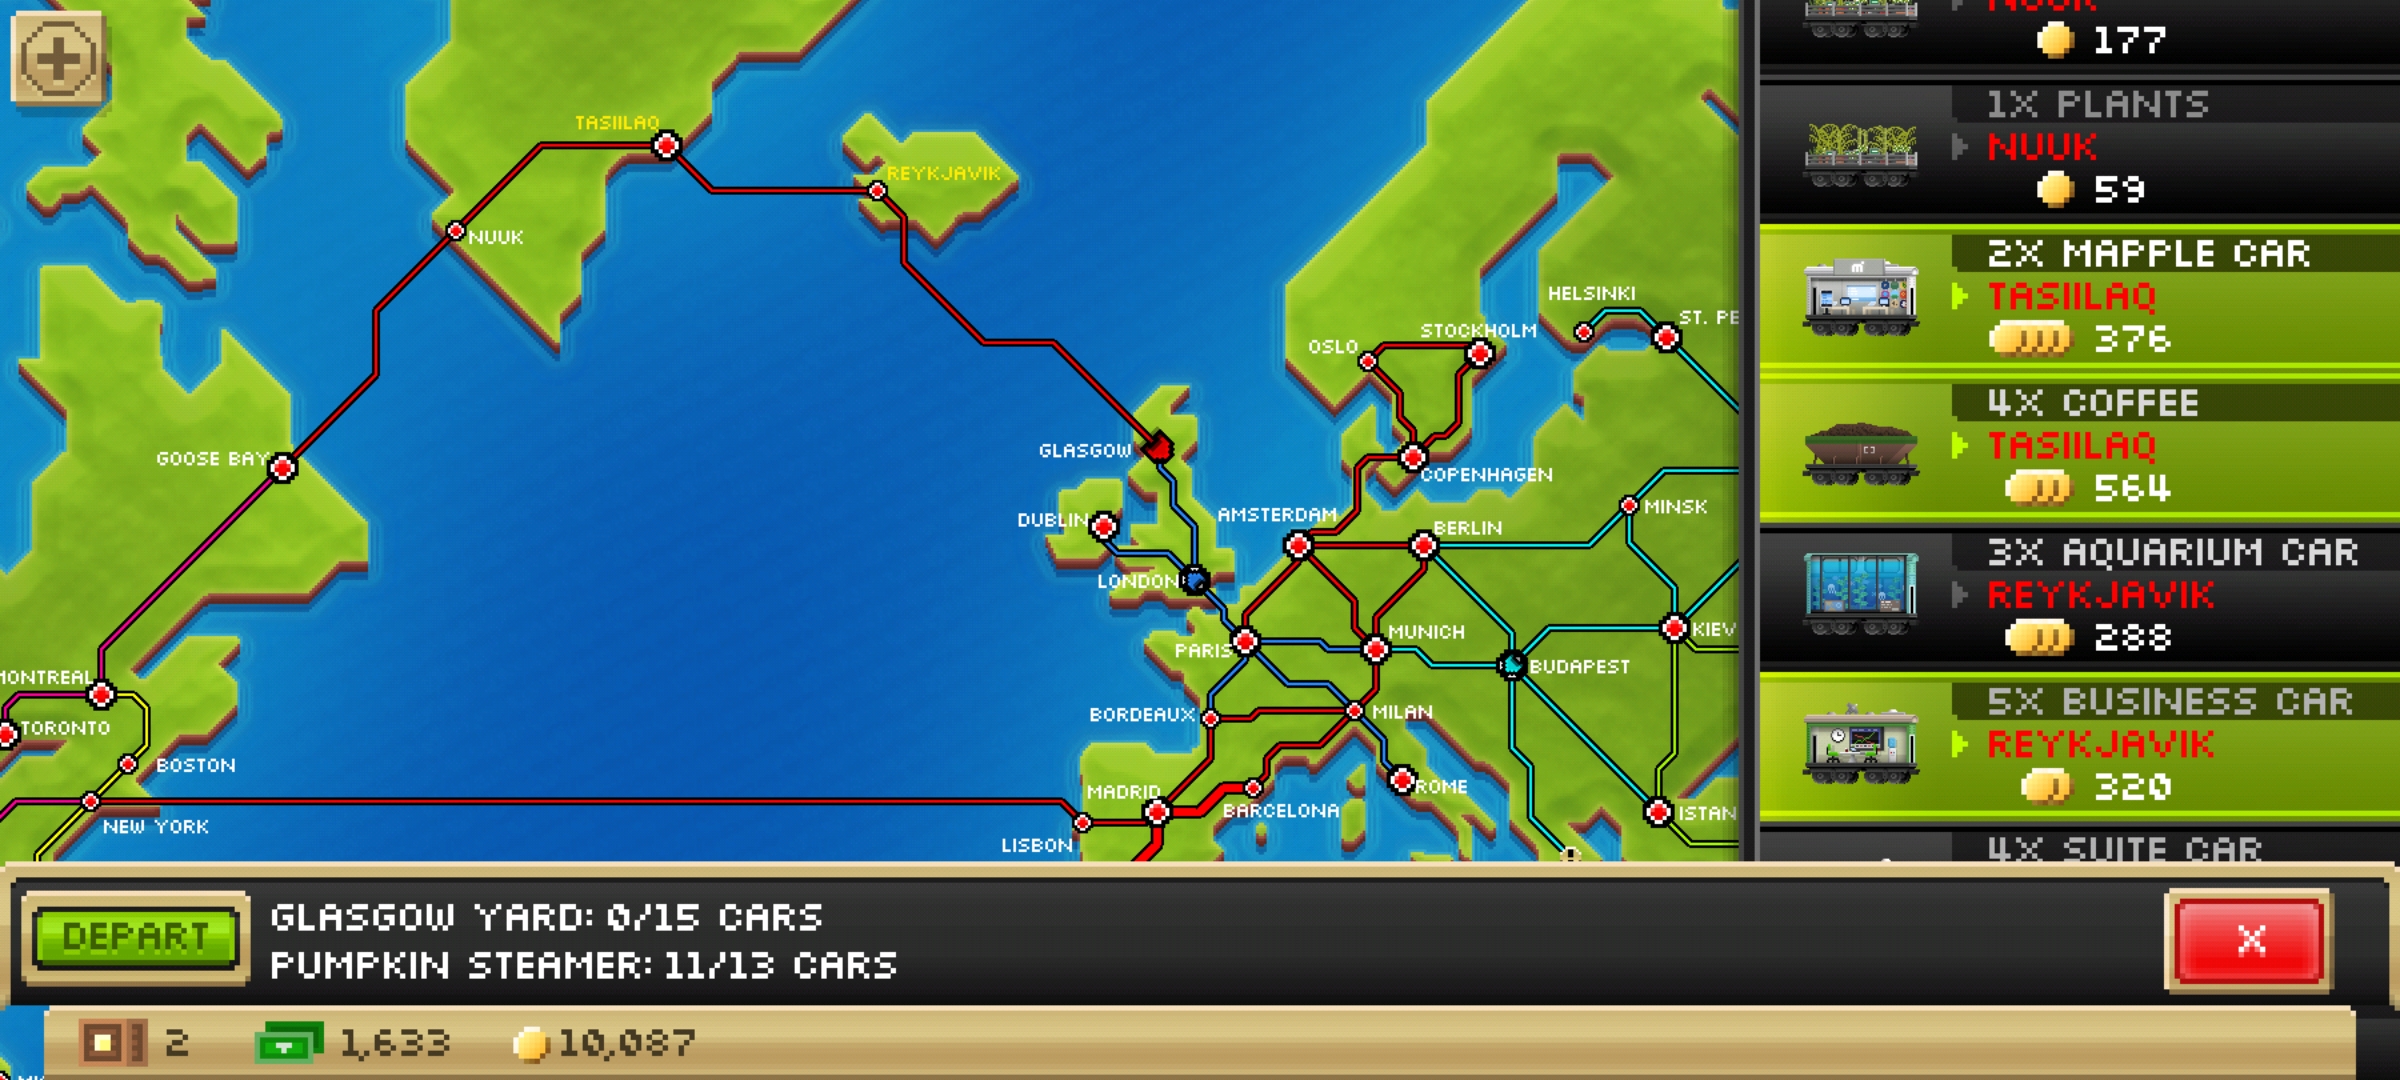 TASIILAQ
REYKJAVIK
NUUK
HELSINKI
ST. PE
STOCKHOLM
OSLO
GOOSE BAY
GLASGOW
COPENHAGEN
MINSK
DUBLIN
AMSTERDAM
BERLIN
LONDON
KIEV
MUNICH
PARIS
BUDAPEST
MONTREAL
TORONTO
BORDEAUX
MILAN
BOSTON
ROME
MADRID
BARCELONA
ISTAN
NEW YORK
LISBON
NUUK
177
1X PLANTS
NUUK
59
2X MAPPLE CAR
TASIILAQ
376
4X COFFEE
TASIILAQ
564
3X AQUARIUM CAR
REYKJAVIK
288
5X BUSINESS CAR
REYKJAVIK
320
4X SUITE CAR
DEPART
GLASGOW YARD: 0/15 CARS
PUMPKIN STEAMER: 11/13 CARS
X
2
1,633
10,087